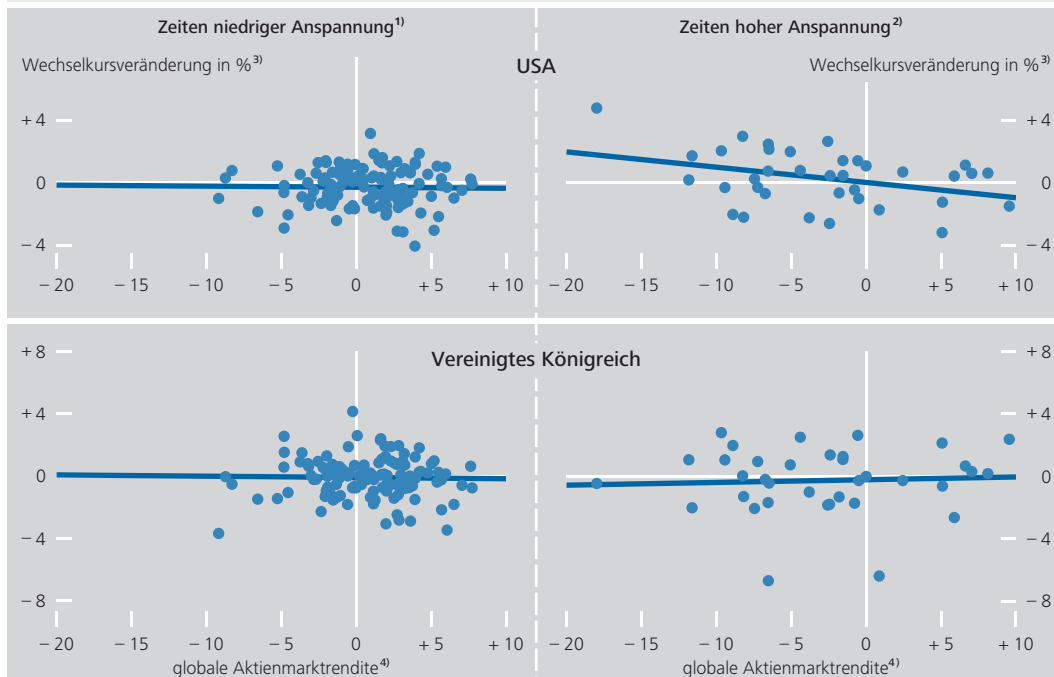 Zeiten niedriger Anspannung¹⁾
Zeiten hoher Anspannung²⁾
Wechselkursveränderung in %³⁾
USA
Wechselkursveränderung in %³⁾
+ 4
0
− 4
+ 4
0
− 4
− 20 − 15 − 10 − 5 0 + 5 + 10
− 20 − 15 − 10 − 5 0 + 5 + 10
Vereinigtes Königreich
+ 8
+ 4
0
− 4
− 8
+ 8
+ 4
0
− 4
− 8
− 20 − 15 − 10 − 5 0 + 5 + 10
− 20 − 15 − 10 − 5 0 + 5 + 10
globale Aktienmarktrendite⁴⁾
globale Aktienmarktrendite⁴⁾